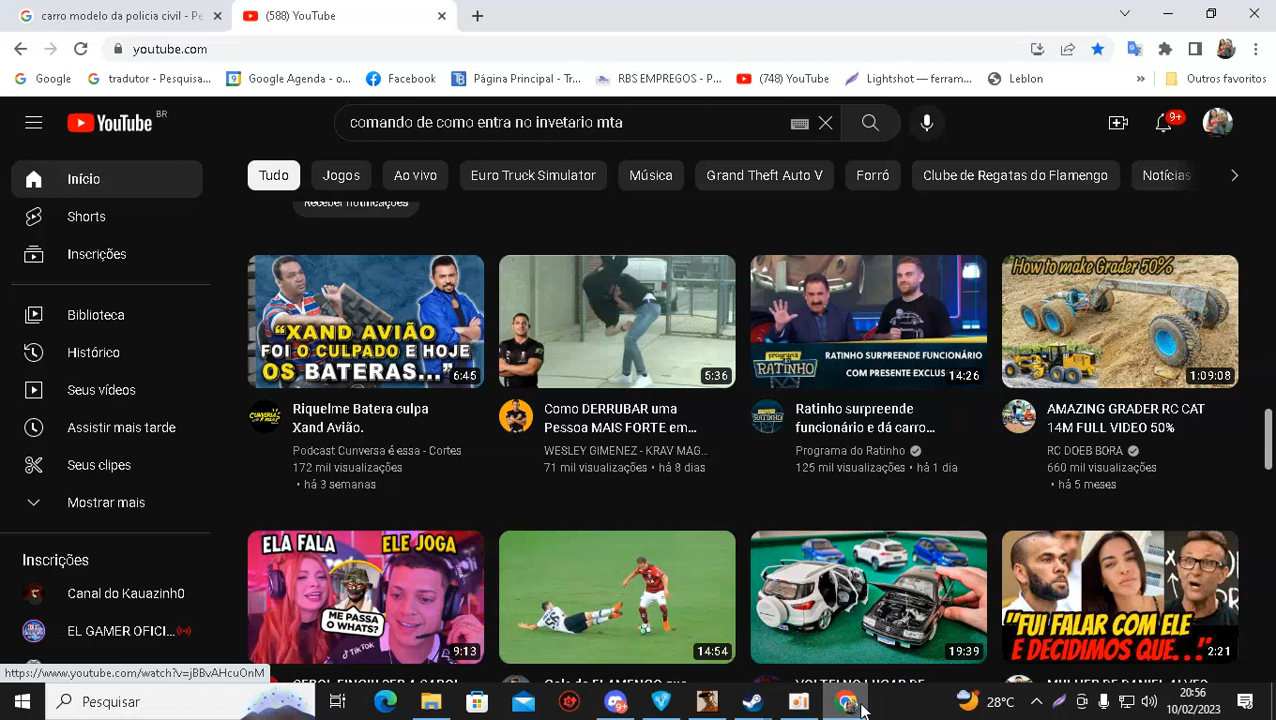 carro modelo da policia civil - Pe
(588) YouTube
youtube.com
Google
tradutor - Pesquisa...
Google Agenda - o...
Facebook
Página Principal - Tr...
RBS EMPREGOS - P...
(748) YouTube
Lightshot — ferram...
Leblon
»
Outros favoritos
YouTube BR
comando de como entra no invetario mta
9+
Início
Tudo
Jogos
Ao vivo
Euro Truck Simulator
Música
Grand Theft Auto V
Forró
Clube de Regatas do Flamengo
Notícias
Shorts
Inscrições
Biblioteca
Histórico
Seus vídeos
Assistir mais tarde
Seus clipes
Mostrar mais
Inscrições
Canal do Kauazinh0
EL GAMER OFICI...
Receber notificações
"XAND AVIÃO
FOI O CULPADO E HOJE
OS BATERAS..."
6:45
5:36
PROGRAMA DO
RATINHO
RATINHO SURPREENDE FUNCIONÁRIO
COM PRESENTE EXCLUS
14:26
How to make Grader 50%
1:09:08
Riquelme Batera culpa
Xand Avião.
Podcast Cunversa é essa - Cortes
172 mil visualizações
• há 3 semanas
Como DERRUBAR uma
Pessoa MAIS FORTE em...
WESLEY GIMENEZ - KRAV MAG...
71 mil visualizações • há 8 dias
Ratinho surpreende
funcionário e dá carro...
Programa do Ratinho
125 mil visualizações • há 1 dia
AMAZING GRADER RC CAT
14M FULL VIDEO 50%
RC DOEB BORA
660 mil visualizações
• há 5 meses
ELA FALA
ELE JOGA
ME PASSA
O WHATS?
TikTok
9:13
14:54
19:39
"FUI FALAR COM ELE
E DECIDIMOS QUE..."
2:21
https://www.youtube.com/watch?v=jBBvAHcuOnM
Pesquisar
9+
28°C
20:56
10/02/2023